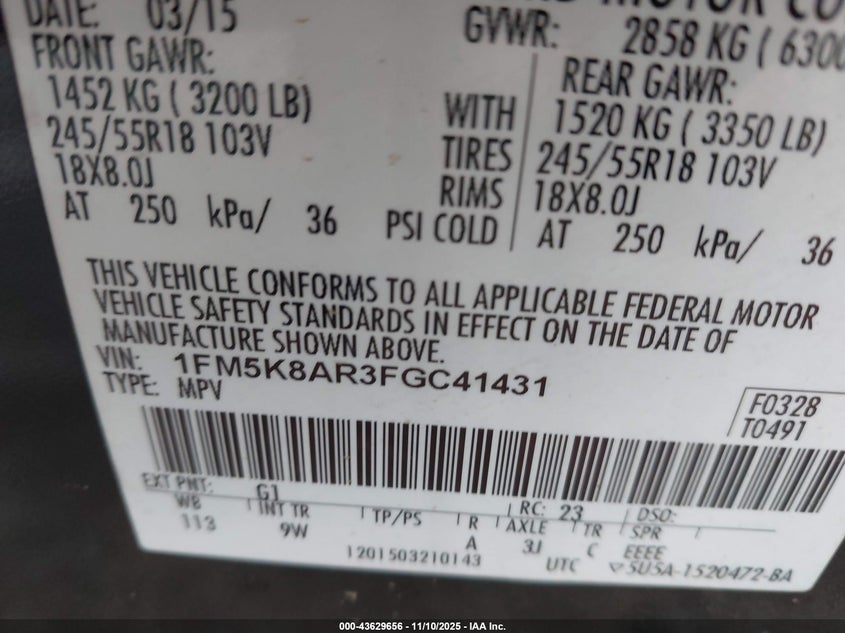 DATE: 03/15
MOTOR CO
GVWR: 2858 KG ( 6300
FRONT GAWR:
1452 KG ( 3200 LB)
245/55R18 103V
18X8.0J
AT 250 kPa/ 36 PSI COLD
WITH
TIRES
RIMS
REAR GAWR:
1520 KG ( 3350 LB)
245/55R18 103V
18X8.0J
AT 250 kPa/ 36
THIS VEHICLE CONFORMS TO ALL APPLICABLE FEDERAL MOTOR
VEHICLE SAFETY STANDARDS IN EFFECT ON THE DATE OF
MANUFACTURE SHOWN ABOVE.
VIN: 1FM5K8AR3FGC41431
TYPE: MPV
F0328
T0491
EXT PNT: G1 RC: 23 DSO:
WB INT TR TP/PS R AXLE TR SPR
113 9W A 3J C EEEE
1201503210143 UTC ▽5U5A-1520472-BA
000-43629656 - 11/10/2025 - IAA Inc.